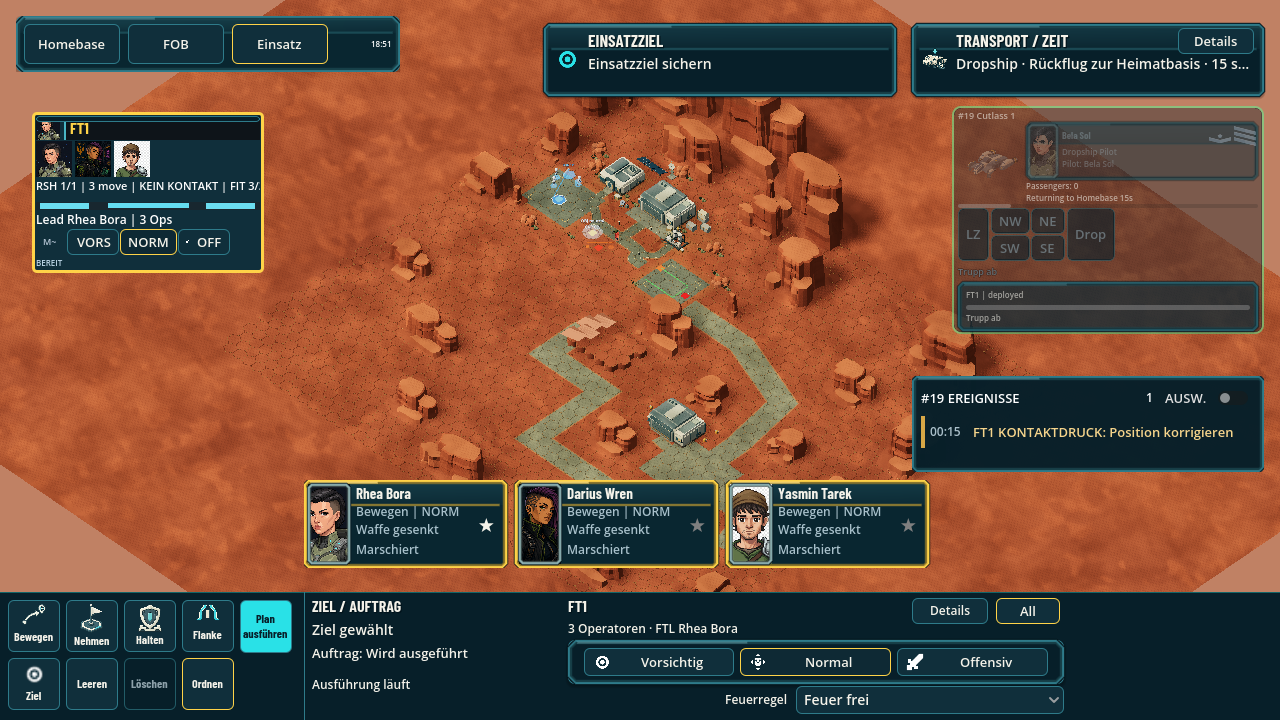 Homebase
FOB
Einsatz
18:51
EINSATZZIEL
Einsatzziel sichern
TRANSPORT / ZEIT
Details
Dropship · Rückflug zur Heimatbasis · 15 s...
FT1
RSH 1/1 | 3 move | KEIN KONTAKT | FIT 3/
Lead Rhea Bora | 3 Ops
M~
VORS
NORM
OFF
BEREIT
#19 Cutlass 1
Bela Sol
Dropship Pilot
Pilot: Bela Sol
Passengers: 0
Returning to Homebase 15s
LZ
NW
NE
SW
SE
Drop
Trupp ab
FT1 | deployed
Trupp ab
#19 EREIGNISSE
1
AUSW.
00:15
FT1 KONTAKTDRUCK: Position korrigieren
Rhea Bora
Bewegen | NORM
Waffe gesenkt
Marschiert
Darius Wren
Bewegen | NORM
Waffe gesenkt
Marschiert
Yasmin Tarek
Bewegen | NORM
Waffe gesenkt
Marschiert
Bewegen
Nehmen
Halten
Flanke
Plan
ausführen
Ziel
Leeren
Löschen
Ordnen
ZIEL / AUFTRAG
Ziel gewählt
Auftrag: Wird ausgeführt
Ausführung läuft
FT1
3 Operatoren · FTL Rhea Bora
Details
All
Vorsichtig
Normal
Offensiv
Feuerregel
Feuer frei